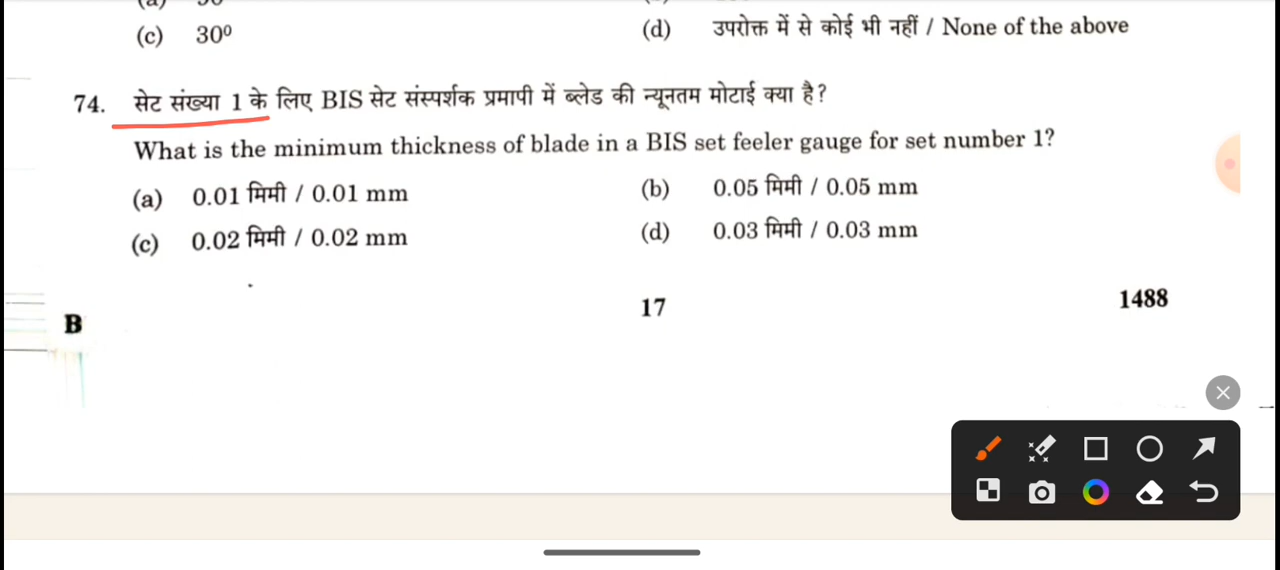 (c) 30⁰ (d) उपरोक्त में से कोई भी नहीं / None of the above
74. सेट संख्या 1 के लिए BIS सेट संस्पर्शक प्रमापी में ब्लेड की न्यूनतम मोटाई क्या है?
What is the minimum thickness of blade in a BIS set feeler gauge for set number 1?
(a) 0.01 मिमी / 0.01 mm (b) 0.05 मिमी / 0.05 mm
(c) 0.02 मिमी / 0.02 mm (d) 0.03 मिमी / 0.03 mm
B 17 1488